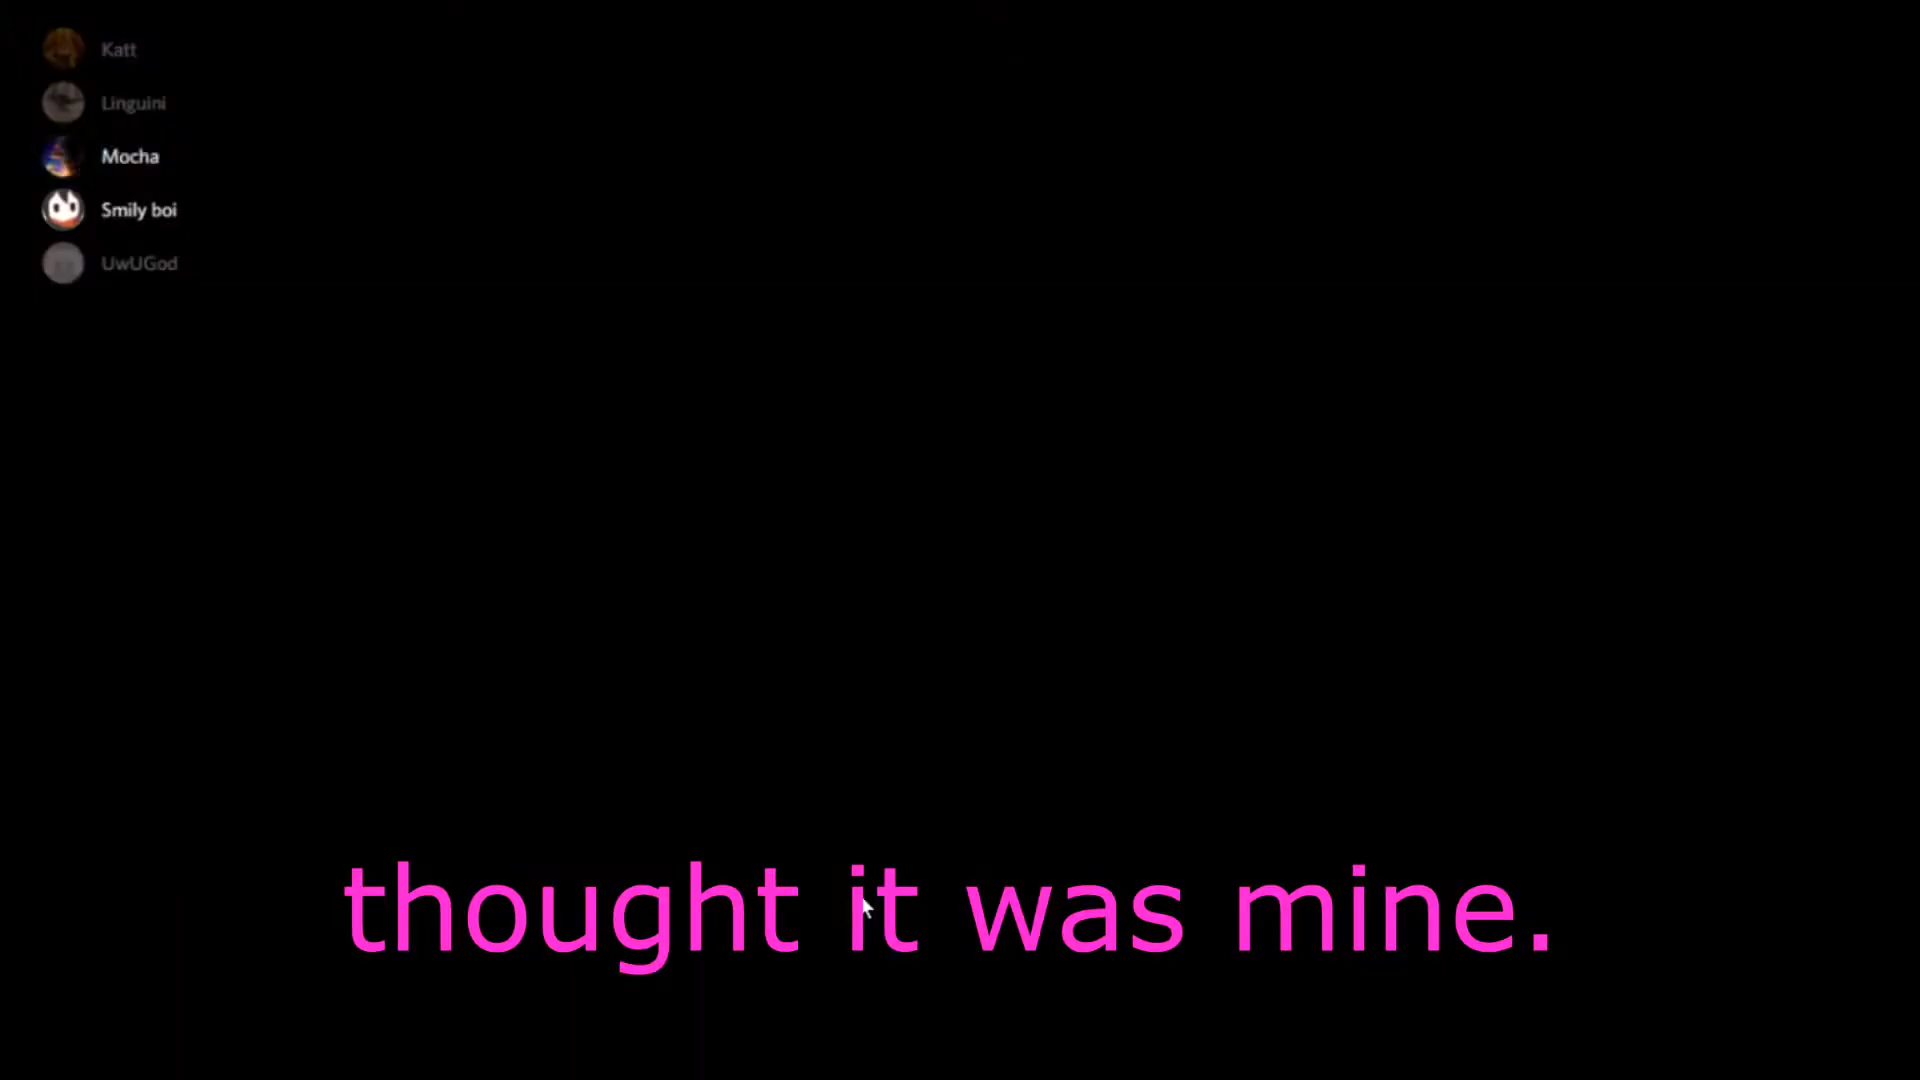 Katt
Linguini
Mocha
Smily boi
UwUGod
thought it was mine.